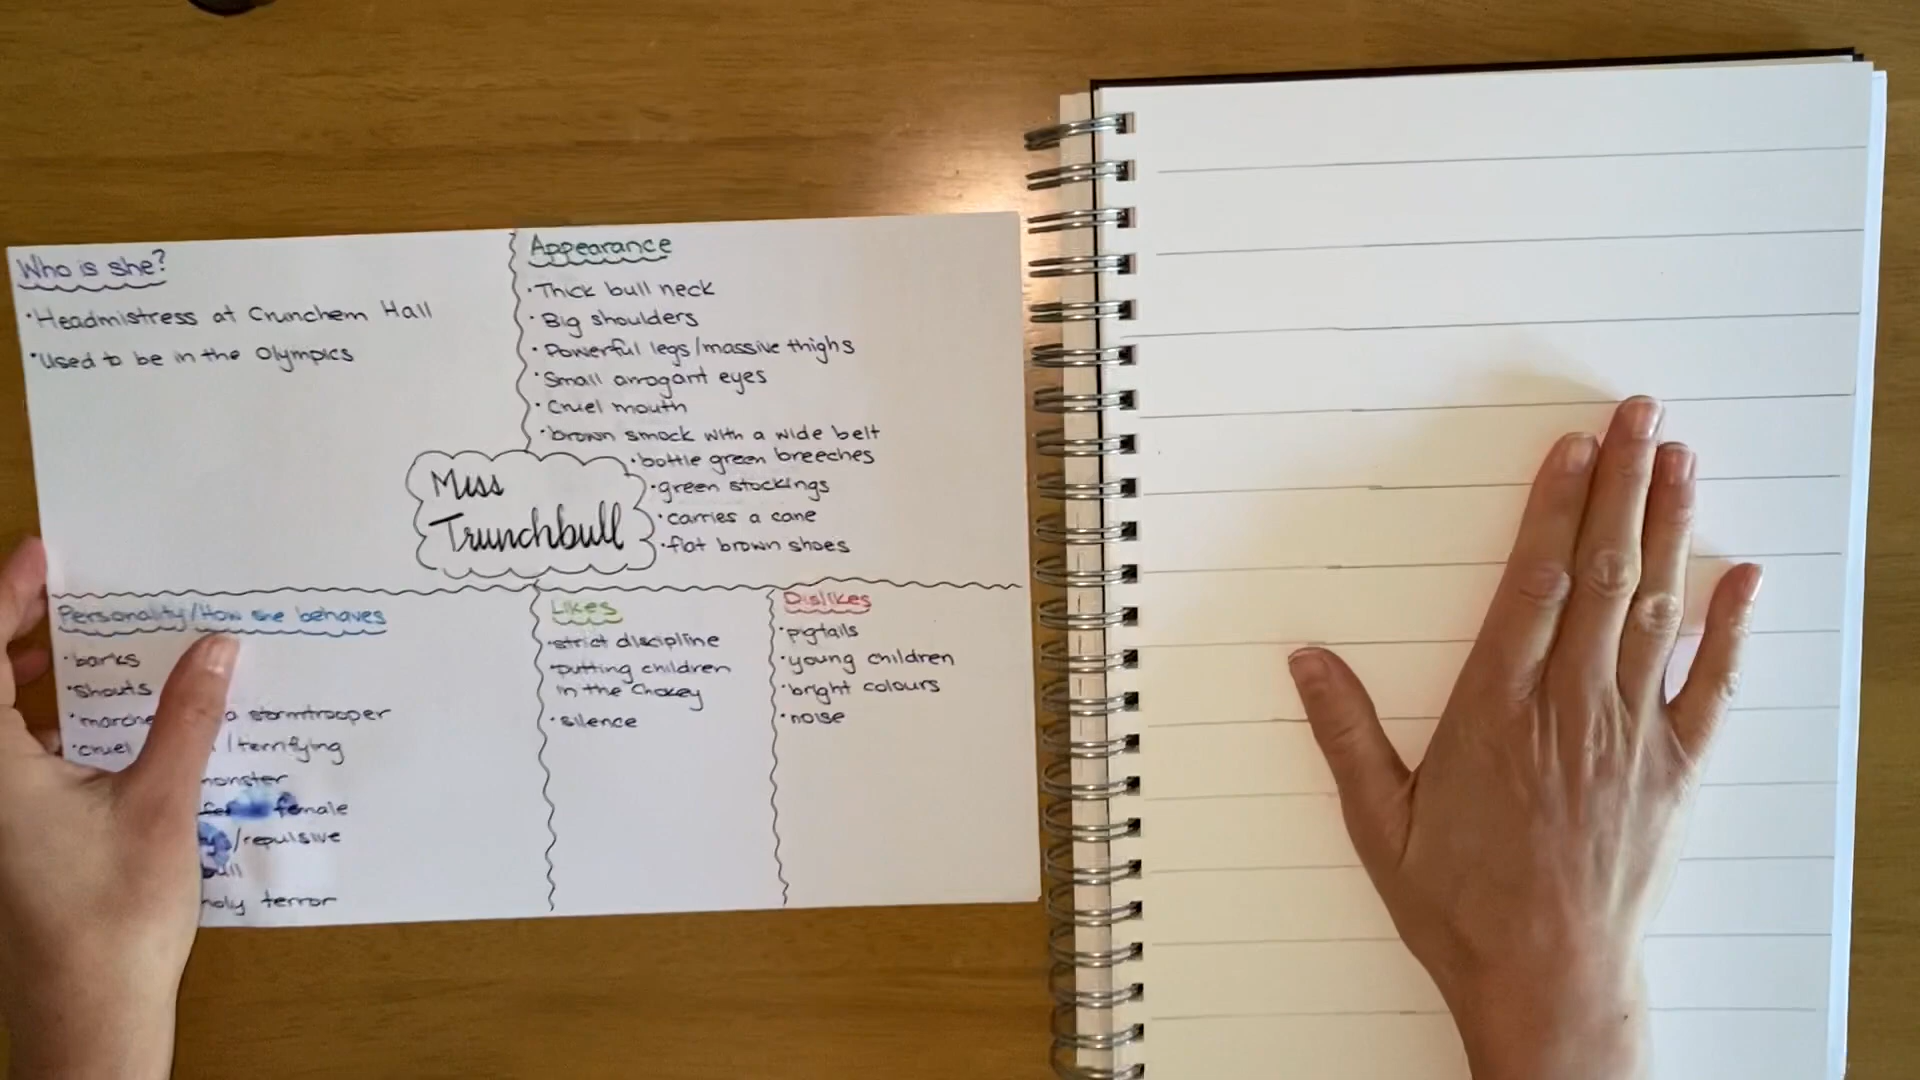 Who is she?
•Headmistress at Crunchem Hall
•Used to be in the Olympics
Appearance
•Thick bull neck
•Big shoulders
•Powerful legs/massive thighs
•Small arrogant eyes
•Cruel mouth
•brown smock with a wide belt
•bottle green breeches
•green stockings
•carries a cane
•flat brown shoes
Miss
Trunchbull
Personality/How she behaves
•barks
•shouts
•marche a stormtrooper
•cruel /terrifying
monster
female
/repulsive
bull
holy terror
Likes
•strict discipline
•putting children
in the Chokey
•silence
Dislikes
•pigtails
•young children
•bright colours
•noise